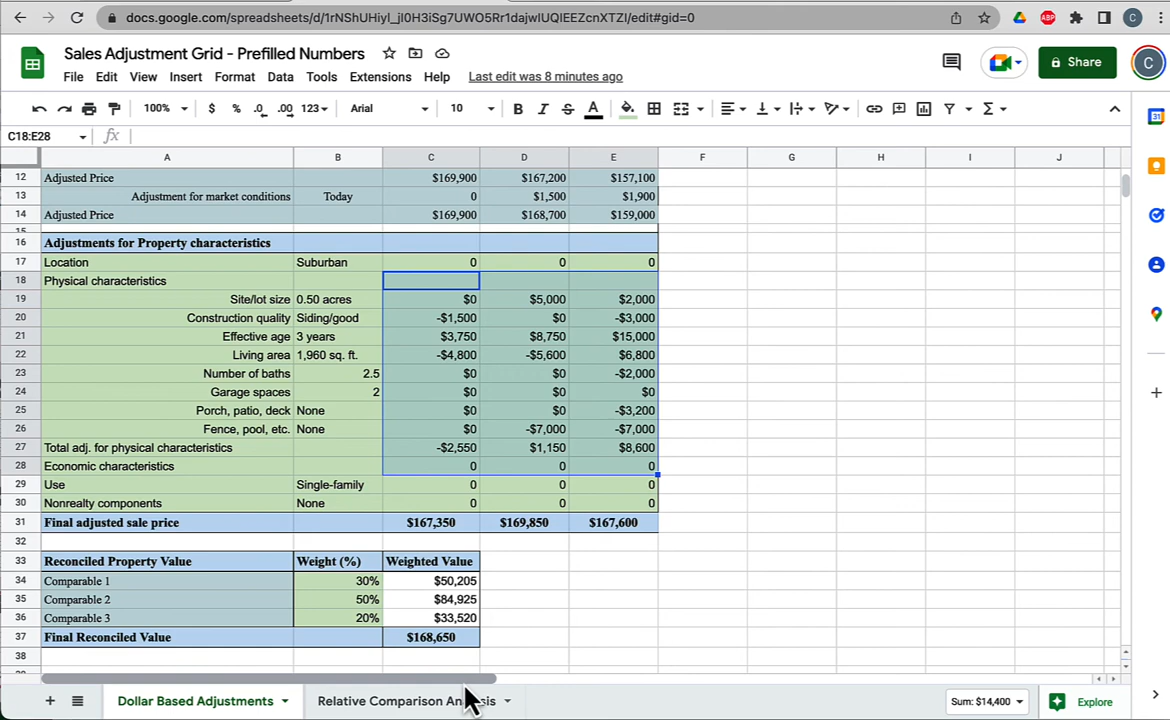 docs.google.com/spreadsheets/d/1rNShUHiyl_jI0H3iSg7UWO5Rr1dajwIUQIEEZcnXTZI/edit#gid=0
ABP
C
Sales Adjustment Grid - Prefilled Numbers
File Edit View Insert Format Data Tools Extensions Help Last edit was 8 minutes ago
Share
C
100% $ % .0 .00 123 Arial 10 B I S A
31
C18:E28 fx
A B C D E F G H I J
12 Adjusted Price $169,900 $167,200 $157,100
13 Adjustment for market conditions Today 0 $1,500 $1,900
14 Adjusted Price $169,900 $168,700 $159,000
15
16 Adjustments for Property characteristics
17 Location Suburban 0 0 0
18 Physical characteristics
19 Site/lot size 0.50 acres $0 $5,000 $2,000
20 Construction quality Siding/good -$1,500 $0 -$3,000
21 Effective age 3 years $3,750 $8,750 $15,000
22 Living area 1,960 sq. ft. -$4,800 -$5,600 $6,800
23 Number of baths 2.5 $0 $0 -$2,000
24 Garage spaces 2 $0 $0 $0
25 Porch, patio, deck None $0 $0 -$3,200
26 Fence, pool, etc. None $0 -$7,000 -$7,000
27 Total adj. for physical characteristics -$2,550 $1,150 $8,600
28 Economic characteristics 0 0 0
29 Use Single-family 0 0 0
30 Nonrealty components None 0 0 0
31 Final adjusted sale price $167,350 $169,850 $167,600
32
33 Reconciled Property Value Weight (%) Weighted Value
34 Comparable 1 30% $50,205
35 Comparable 2 50% $84,925
36 Comparable 3 20% $33,520
37 Final Reconciled Value $168,650
38
Dollar Based Adjustments Relative Comparison Analysis Sum: $14,400 Explore